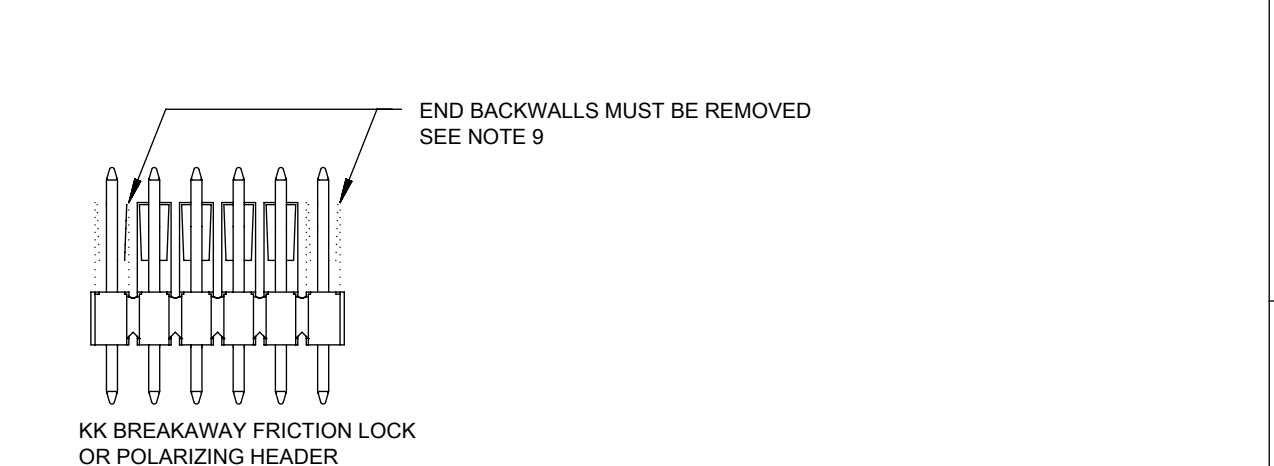 END BACKWALLS MUST BE REMOVED
SEE NOTE 9
KK BREAKAWAY FRICTION LOCK
OR POLARIZING HEADER